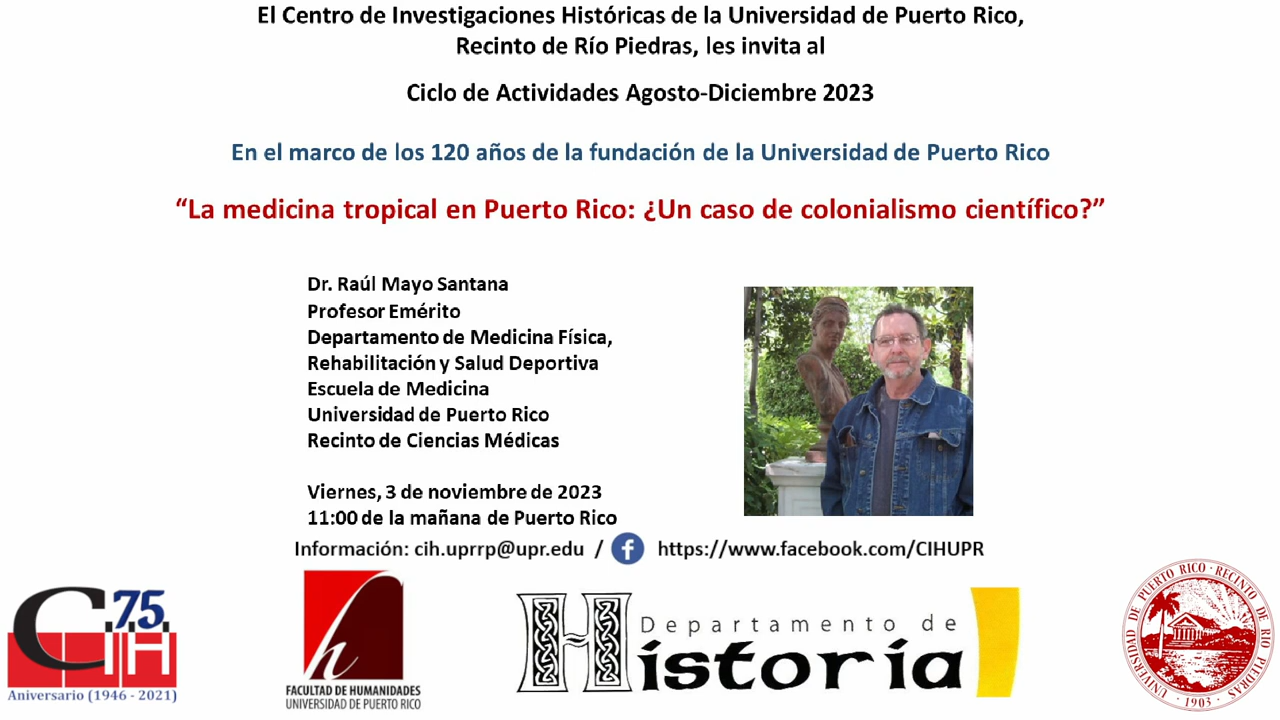 El Centro de Investigaciones Históricas de la Universidad de Puerto Rico,
Recinto de Río Piedras, les invita al
Ciclo de Actividades Agosto-Diciembre 2023
En el marco de los 120 años de la fundación de la Universidad de Puerto Rico
“La medicina tropical en Puerto Rico: ¿Un caso de colonialismo científico?”
Dr. Raúl Mayo Santana
Profesor Emérito
Departamento de Medicina Física,
Rehabilitación y Salud Deportiva
Escuela de Medicina
Universidad de Puerto Rico
Recinto de Ciencias Médicas
Viernes, 3 de noviembre de 2023
11:00 de la mañana de Puerto Rico
Información: cih.uprrp@upr.edu / f https://www.facebook.com/CIHUPR
C.I.H. 75
Aniversario (1946 - 2021)
h
FACULTAD DE HUMANIDADES
UNIVERSIDAD DE PUERTO RICO
Departamento de
Historia
UNIVERSIDAD DE PUERTO RICO · RECINTO DE RÍO PIEDRAS
· 1903 ·